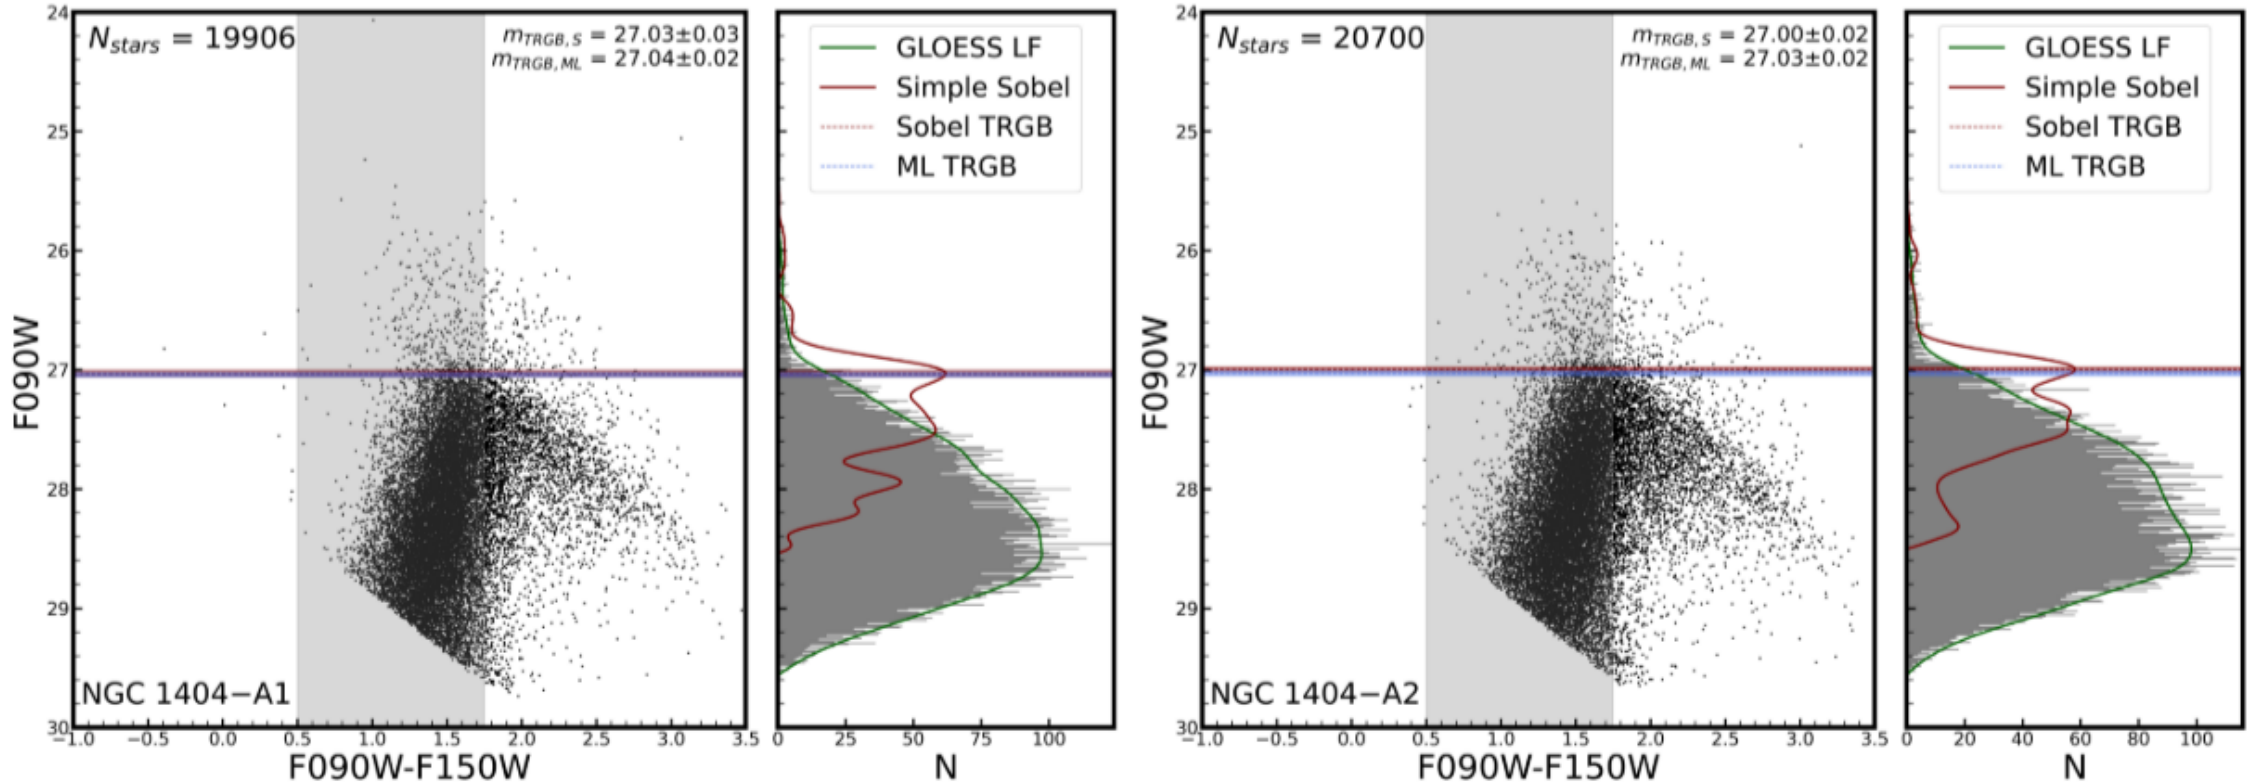 N_stars = 19906
m_TRGB,S = 27.03±0.03
m_TRGB,ML = 27.04±0.02
24
25
26
27
28
29
30
F090W
NGC 1404−A1
−1.0 −0.5 0.0 0.5 1.0 1.5 2.0 2.5 3.0 3.5
F090W-F150W
GLOESS LF
Simple Sobel
Sobel TRGB
ML TRGB
0 25 50 75 100
N
N_stars = 20700
m_TRGB,S = 27.00±0.02
m_TRGB,ML = 27.03±0.02
24
25
26
27
28
29
30
F090W
NGC 1404−A2
−1.0 −0.5 0.0 0.5 1.0 1.5 2.0 2.5 3.0 3.5
F090W-F150W
GLOESS LF
Simple Sobel
Sobel TRGB
ML TRGB
0 20 40 60 80 100
N